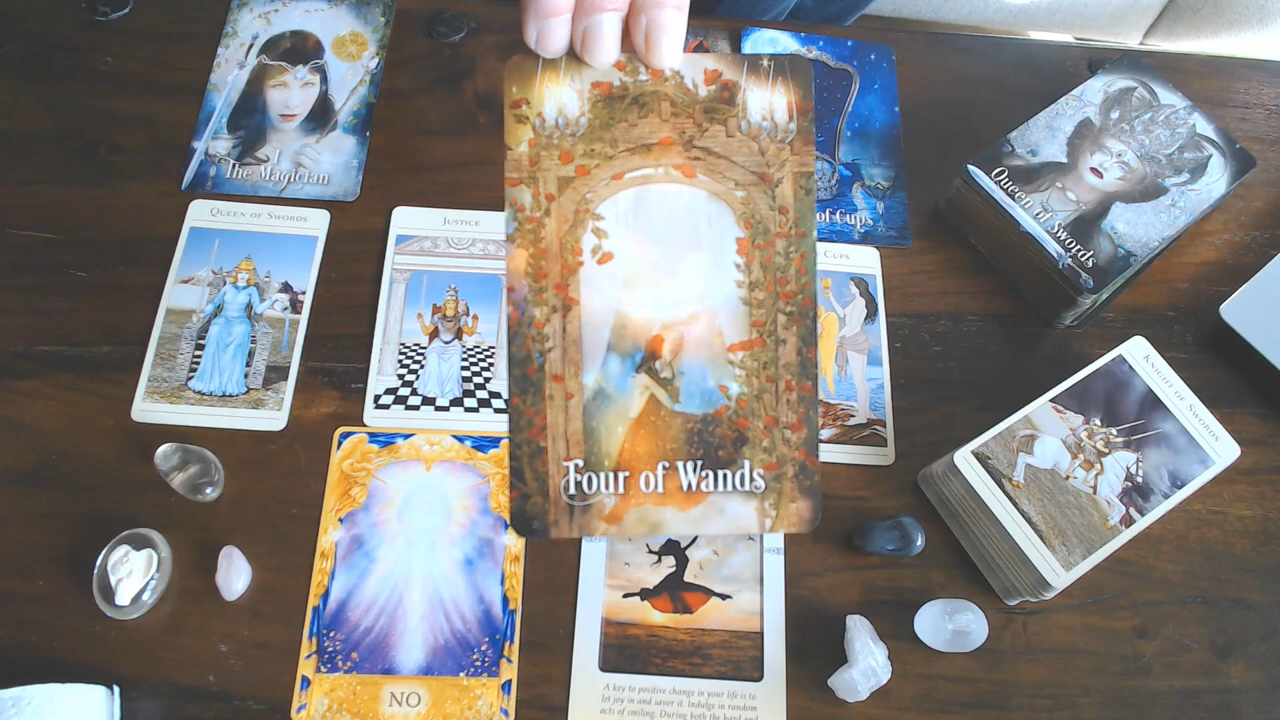 I
The Magician
of Cups
Queen of Swords
QUEEN OF SWORDS
JUSTICE
CUPS
KNIGHT OF SWORDS
Four of Wands
NO
A key to positive change in your life is to
let joy in and savor it. Indulge in random
acts of smiling. During both the hard and